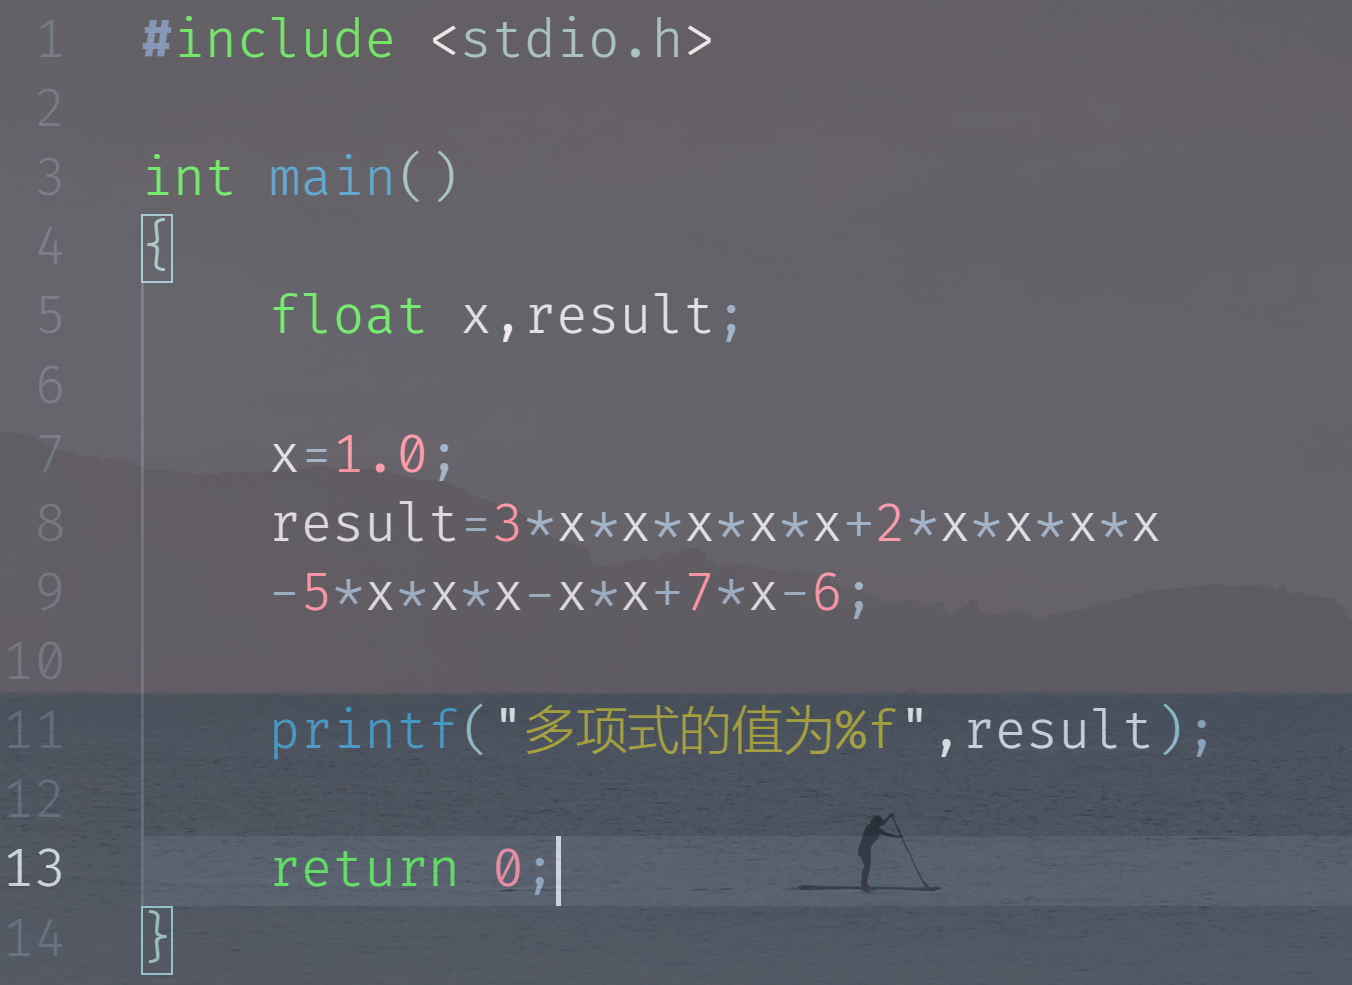 1 #include <stdio.h>
2
3 int main()
4 {
5     float x,result;
6
7     x=1.0;
8     result=3*x*x*x*x*x+2*x*x*x*x
9     -5*x*x*x-x*x+7*x-6;
10
11     printf("多项式的值为%f",result);
12
13     return 0;
14 }